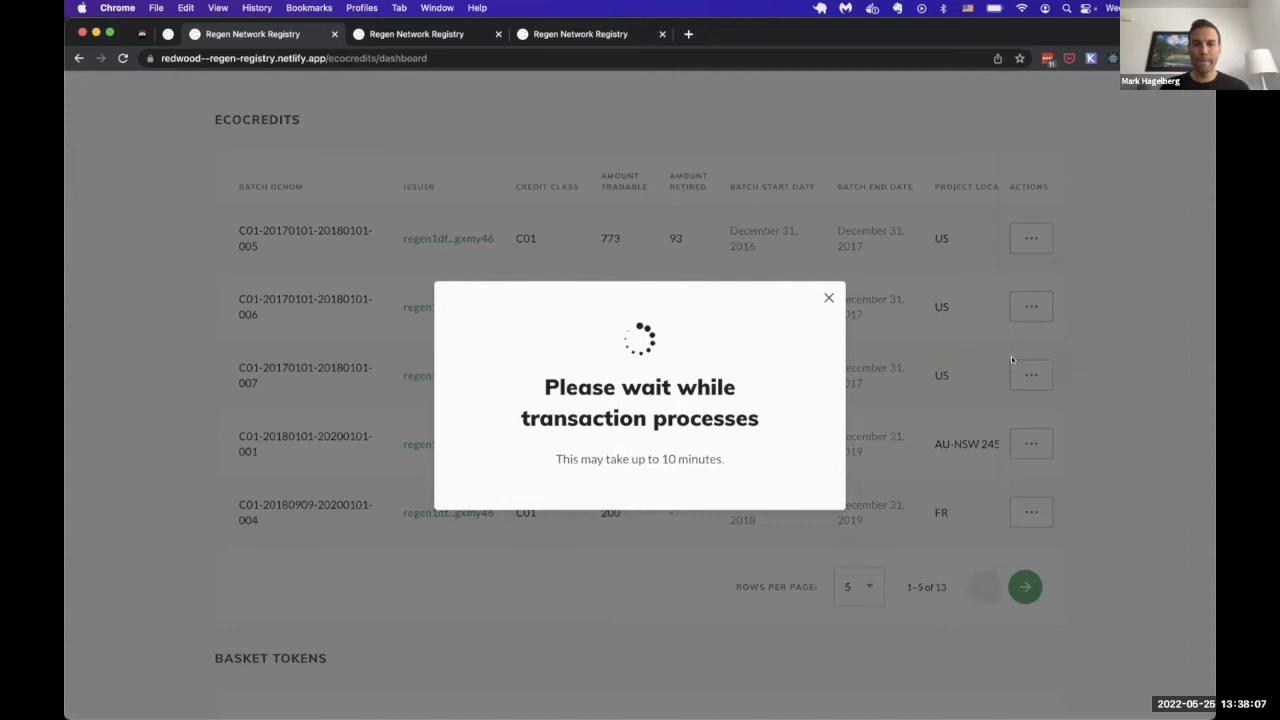 Chrome File Edit View History Bookmarks Profiles Tab Window Help
Regen Network Registry Regen Network Registry Regen Network Registry
redwood--regen-registry.netlify.app/ecocredits/dashboard
11
Mark Hagelberg
ECOCREDITS
BATCH DENOM ISSUER CREDIT CLASS AMOUNT TRADABLE AMOUNT RETIRED BATCH START DATE BATCH END DATE PROJECT LOCA ACTIONS
C01-20170101-20180101-005 regen1df...gxmy46 C01 773 93 December 31, 2016 December 31, 2017 US
C01-20170101-20180101-006 regen1 December 31, 2017 US
C01-20170101-20180101-007 regen1 December 31, 2017 US
C01-20180101-20200101-001 regen1 December 31, 2019 AU-NSW 245
C01-20180909-20200101-004 regen1df...gxmy46 C01 200 - 2018 December 31, 2019 FR
Please wait while
transaction processes
This may take up to 10 minutes.
ROWS PER PAGE: 5 1-5 of 13
BASKET TOKENS
2022-05-25 13:38:07